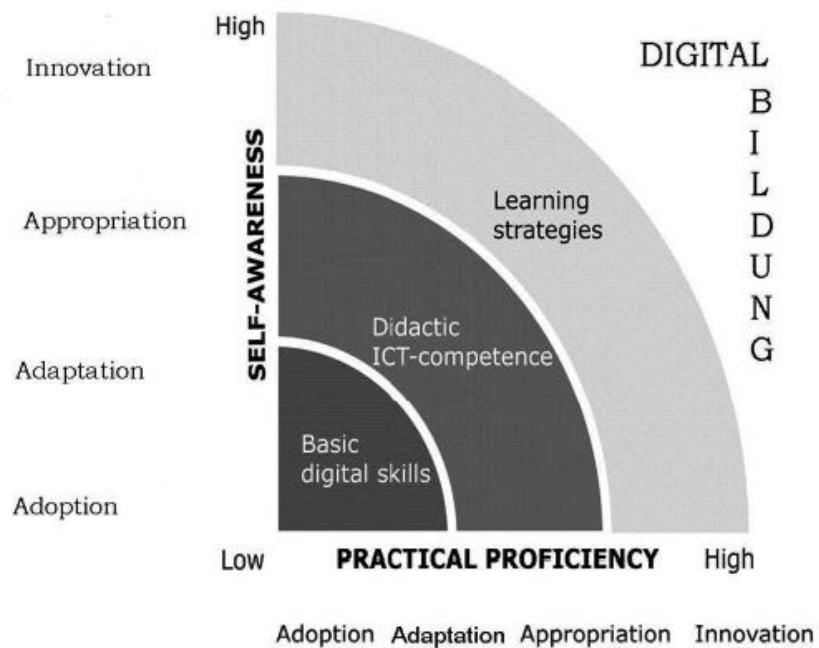 High
Innovation
DIGITAL
BILDUNG
SELF-AWARENESS
Learning
strategies
Appropriation
Didactic
ICT-competence
Adaptation
Basic
digital skills
Adoption
Low
PRACTICAL PROFICIENCY
High
Adoption
Adaptation
Appropriation
Innovation